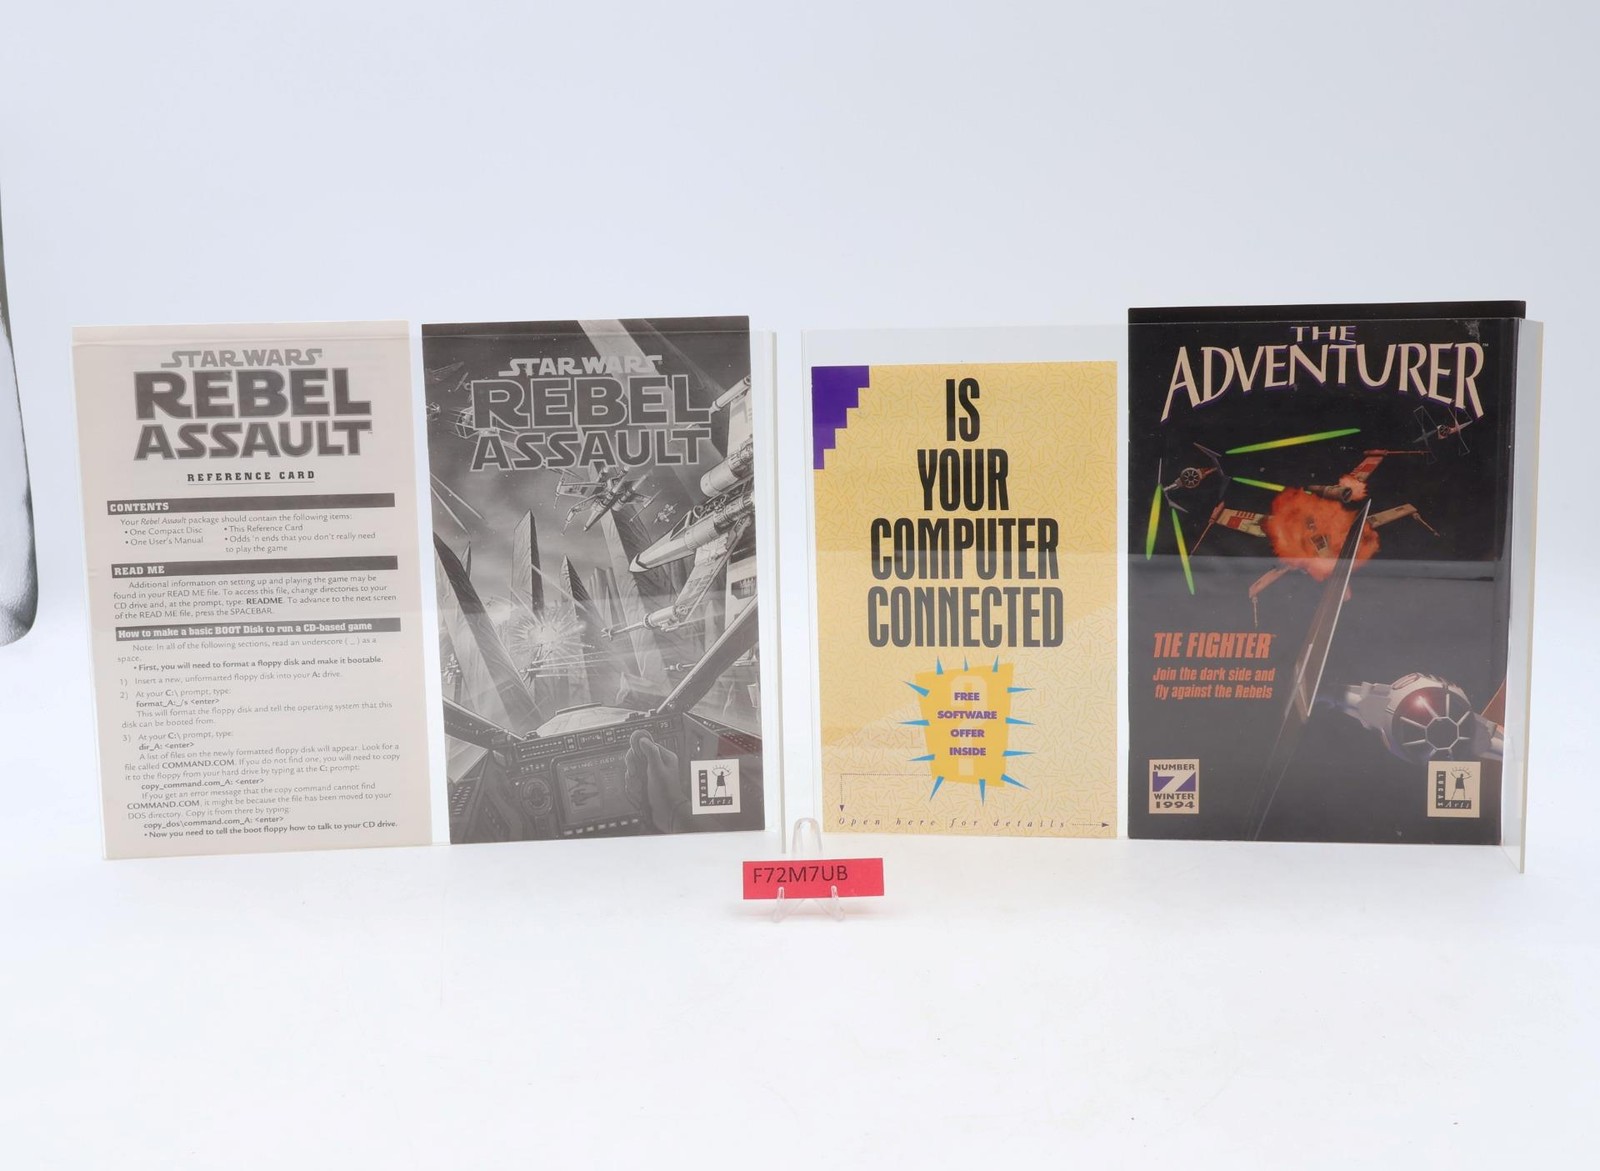 STAR WARS
REBEL
ASSAULT™
REFERENCE CARD
CONTENTS
Your Rebel Assault package should contain the following items:
• One Compact Disc • This Reference Card
• One User's Manual • Odds 'n ends that you don't really need
to play the game
READ ME
Additional information on setting up and playing the game may be
found in your READ ME file. To access this file, change directories to your
CD drive and, at the prompt, type: README. To advance to the next screen
of the READ ME file, press the SPACEBAR.
How to make a basic BOOT Disk to run a CD-based game
Note: In all of the following sections, read an underscore ( _ ) as a
space.
• First, you will need to format a floppy disk and make it bootable.
1) Insert a new, unformatted floppy disk into your A: drive.
2) At your C:\ prompt, type:
format_A:_/s <enter>
This will format the floppy disk and tell the operating system that this
disk can be booted from.
3) At your C:\ prompt, type:
dir_A: <enter>
A list of files on the newly formatted floppy disk will appear. Look for a
file called COMMAND.COM. If you do not find one, you will need to copy
it to the floppy from your hard drive by typing at the C: prompt:
copy_command.com_A: <enter>
If you get an error message that the copy command cannot find
COMMAND.COM, it might be because the file has been moved to your
DOS directory. Copy it from there by typing:
copy_dos\command.com_A: <enter>
• Now you need to tell the boot floppy how to talk to your CD drive.
STAR WARS
REBEL
ASSAULT
LUCAS
Arts
IS
YOUR
COMPUTER
CONNECTED
FREE
SOFTWARE
OFFER
INSIDE
Open here for details
THE
ADVENTURER™
TIE FIGHTER™
Join the dark side and
fly against the Rebels
NUMBER
7
WINTER
1994
LUCAS
Arts
F72M7UB